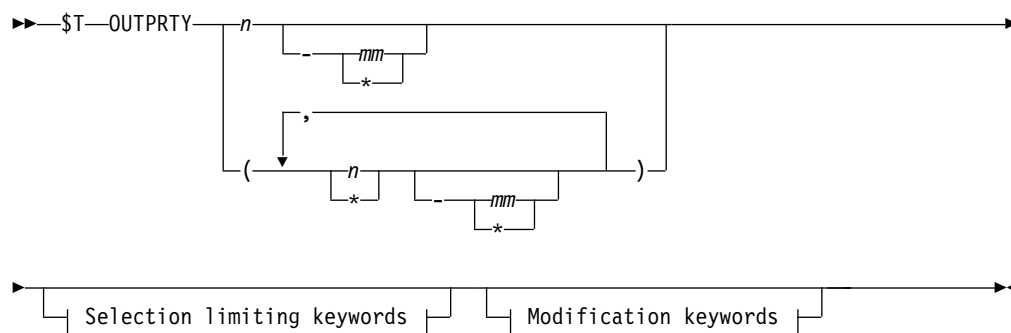 $T OUTPRTY n
- mm
*
,
( n )
*
- mm
*
Selection limiting keywords Modification keywords